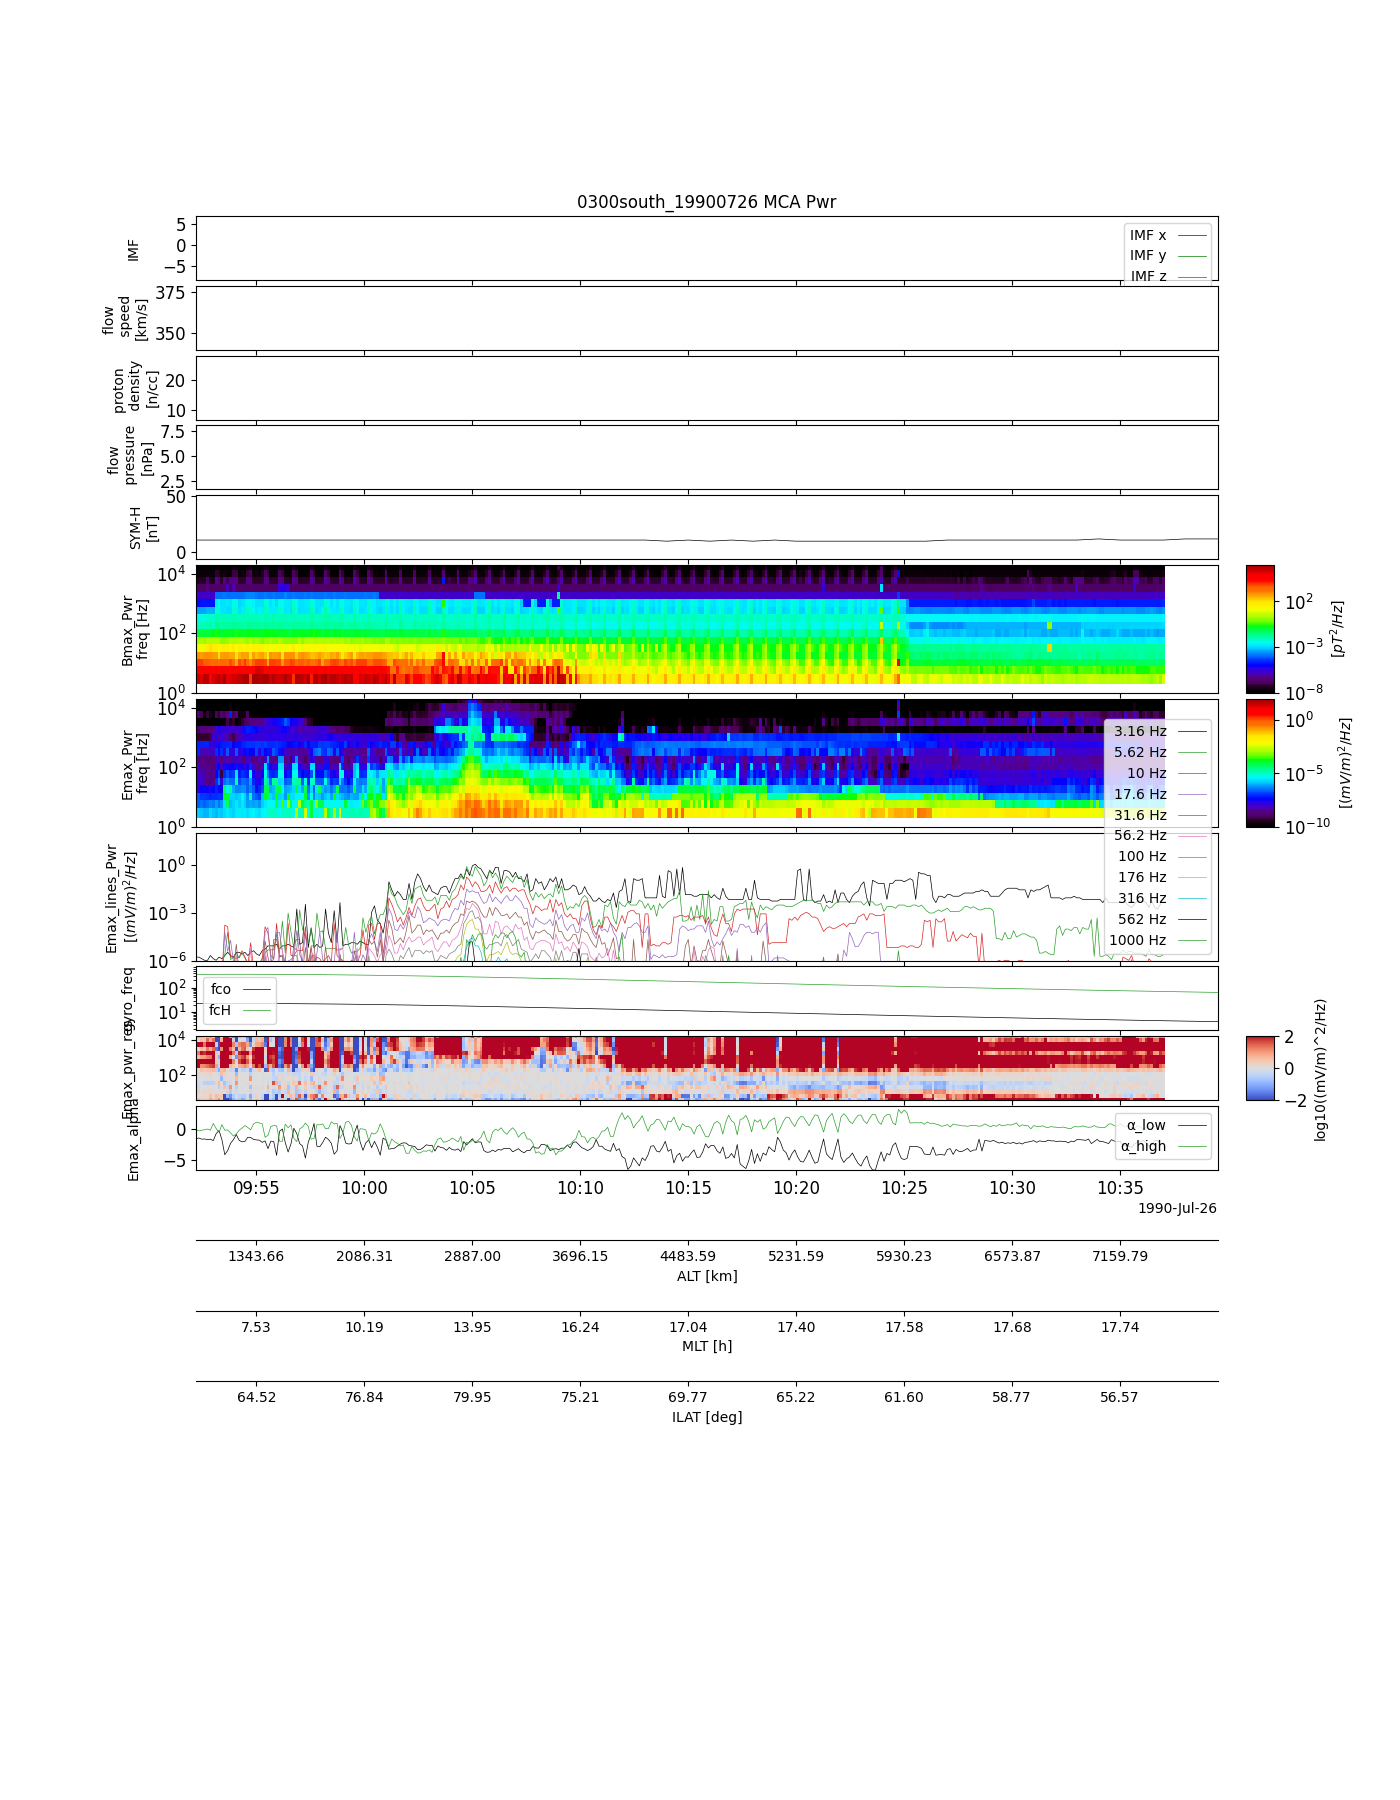 0300south_19900726 MCA Pwr
IMF
5
0
−5
IMF x
IMF y
IMF z
flow
speed
[km/s]
375
350
proton
density
[n/cc]
20
10
flow
pressure
[nPa]
7.5
5.0
2.5
SYM-H
[nT]
50
0
Bmax_Pwr
freq [Hz]
10^4
10^2
10^0
10^2
10^−3
10^−8
[pT^2/Hz]
Emax_Pwr
freq [Hz]
10^4
10^2
10^0
10^0
10^−5
10^−10
[(mV/m)^2/Hz]
3.16 Hz
5.62 Hz
10 Hz
17.6 Hz
31.6 Hz
56.2 Hz
100 Hz
176 Hz
316 Hz
562 Hz
1000 Hz
Emax_lines_Pwr
[(mV/m)^2/Hz]
10^0
10^−3
10^−6
gyro_freq
10^2
10^1
fco
fcH
Emax_pwr_res
10^4
10^2
2
0
−2
log10((mV/m)^2/Hz)
Emax_alpha
0
−5
α_low
α_high
09:55 10:00 10:05 10:10 10:15 10:20 10:25 10:30 10:35
1990-Jul-26
1343.66 2086.31 2887.00 3696.15 4483.59 5231.59 5930.23 6573.87 7159.79
ALT [km]
7.53 10.19 13.95 16.24 17.04 17.40 17.58 17.68 17.74
MLT [h]
64.52 76.84 79.95 75.21 69.77 65.22 61.60 58.77 56.57
ILAT [deg]